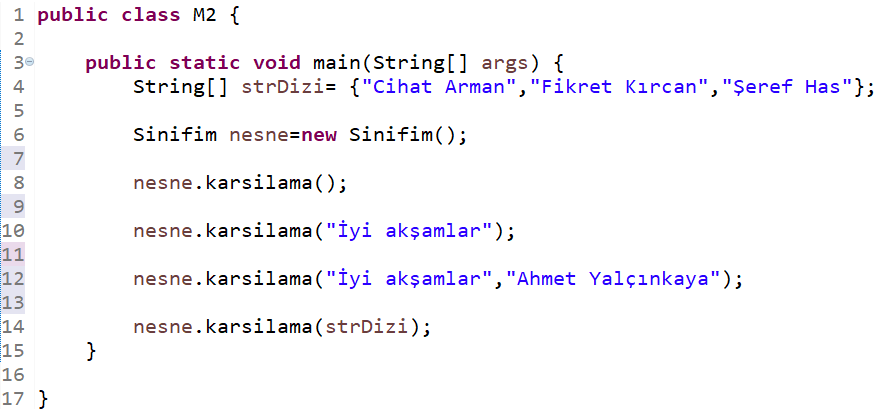 1 public class M2 {
2
3 public static void main(String[] args) {
4 String[] strDizi= {"Cihat Arman","Fikret Kırcan","Şeref Has"};
5
6 Sinifim nesne=new Sinifim();
7
8 nesne.karsilama();
9
10 nesne.karsilama("İyi akşamlar");
11
12 nesne.karsilama("İyi akşamlar","Ahmet Yalçınkaya");
13
14 nesne.karsilama(strDizi);
15 }
16
17 }